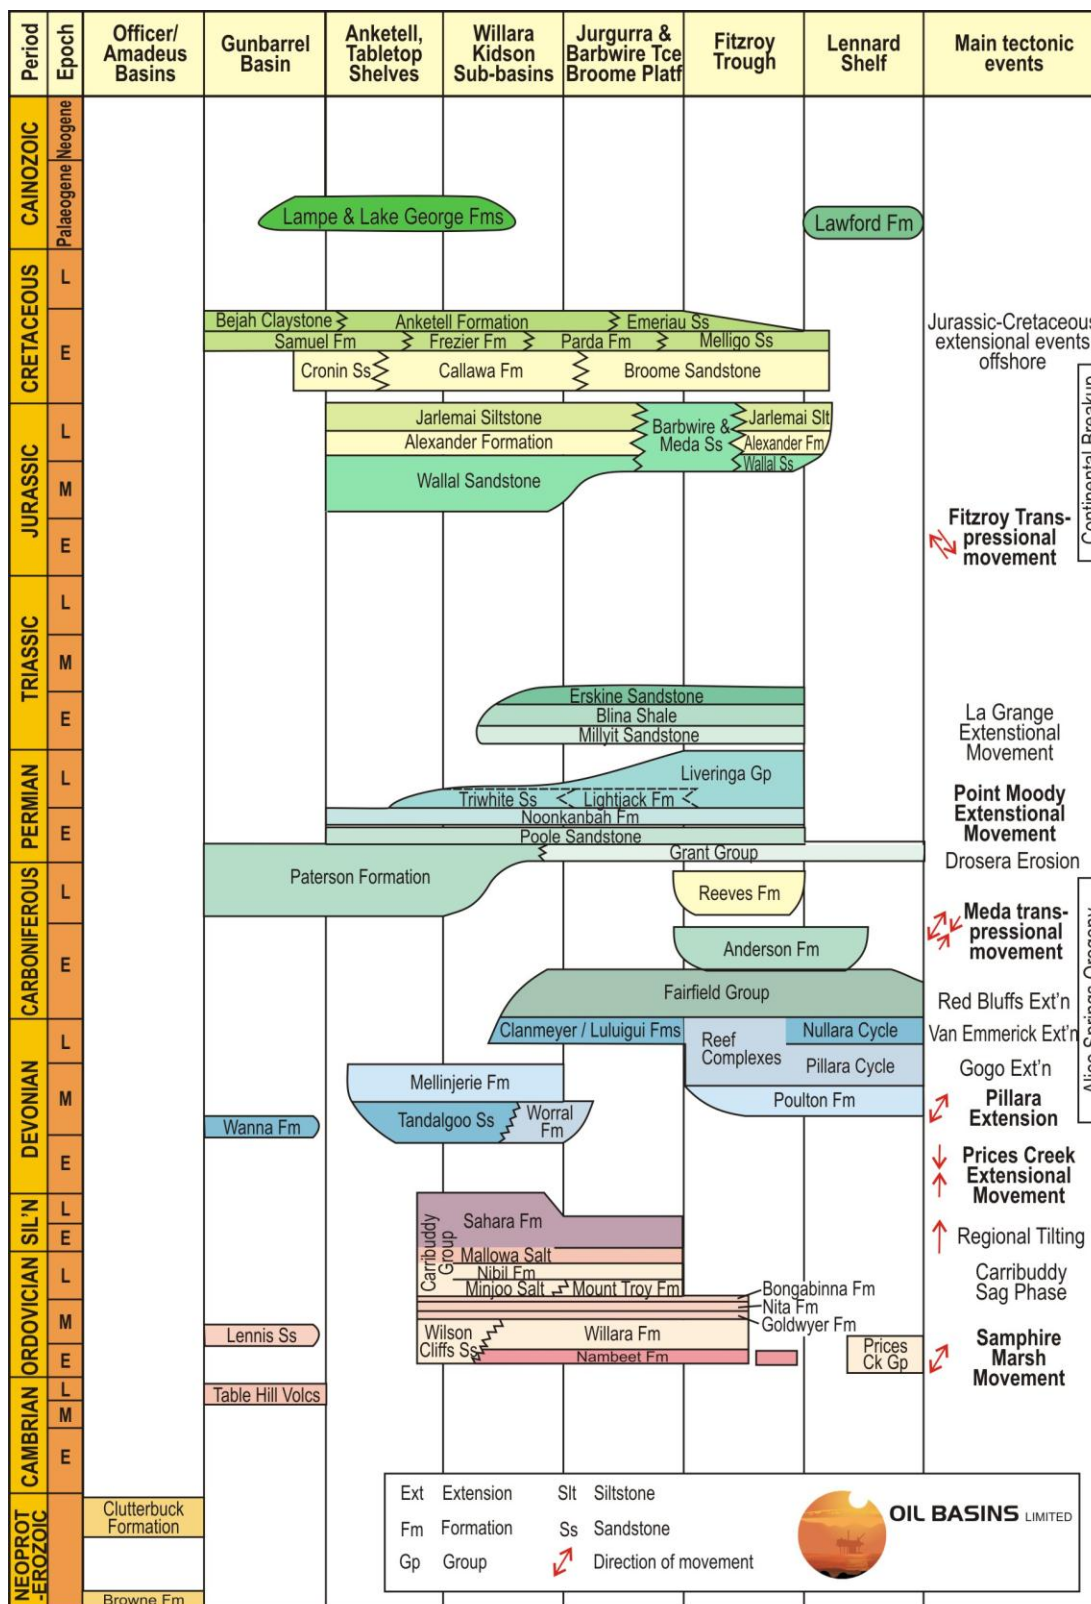 Period
Epoch
Officer/
Amadeus
Basins
Gunbarrel
Basin
Anketell,
Tabletop
Shelves
Willara
Kidson
Sub-basins
Jurgurra &
Barbwire Tce
Broome Platf
Fitzroy
Trough
Lennard
Shelf
Main tectonic
events
CAINOZOIC
Neogene
Palaeogene
Lampe & Lake George Fms
Lawford Fm
CRETACEOUS
L
E
Bejah Claystone
Anketell Formation
Emeriau Ss
Samuel Fm
Frezier Fm
Parda Fm
Melligo Ss
Cronin Ss
Callawa Fm
Broome Sandstone
Jurassic-Cretaceous
extensional events
offshore
Continental Breakup
JURASSIC
L
M
E
Jarlemai Siltstone
Alexander Formation
Wallal Sandstone
Barbwire &
Meda Ss
Jarlemai Slt
Alexander Fm
Wallal Ss
Fitzroy Trans-
pressional
movement
TRIASSIC
L
M
E
Erskine Sandstone
Blina Shale
Millyit Sandstone
La Grange
Extenstional
Movement
PERMIAN
L
E
Liveringa Gp
Triwhite Ss
Lightjack Fm
Noonkanbah Fm
Poole Sandstone
Grant Group
Paterson Formation
Point Moody
Extenstional
Movement
Drosera Erosion
CARBONIFEROUS
L
E
Reeves Fm
Anderson Fm
Fairfield Group
Meda trans-
pressional
movement
Red Bluffs Ext'n
Alice Springs Orogeny
DEVONIAN
L
M
E
Clanmeyer / Luluigui Fms
Reef
Complexes
Nullara Cycle
Pillara Cycle
Mellinjerie Fm
Poulton Fm
Tandalgoo Ss
Worral
Fm
Wanna Fm
Van Emmerick Ext'n
Gogo Ext'n
Pillara
Extension
Prices Creek
Extensional
Movement
SIL'N
L
E
Carribuddy
Group
Sahara Fm
Mallowa Salt
Nibil Fm
Minjoo Salt
Mount Troy Fm
Regional Tilting
Carribuddy
Sag Phase
ORDOVICIAN
L
M
E
Bongabinna Fm
Nita Fm
Goldwyer Fm
Lennis Ss
Wilson
Cliffs Ss
Willara Fm
Nambeet Fm
Prices
Ck Gp
Samphire
Marsh
Movement
CAMBRIAN
L
M
E
Table Hill Volcs
NEOPROT
-EROZOIC
Clutterbuck
Formation
Browne Fm
Ext Extension Slt Siltstone
Fm Formation Ss Sandstone
Gp Group Direction of movement
OIL BASINS LIMITED